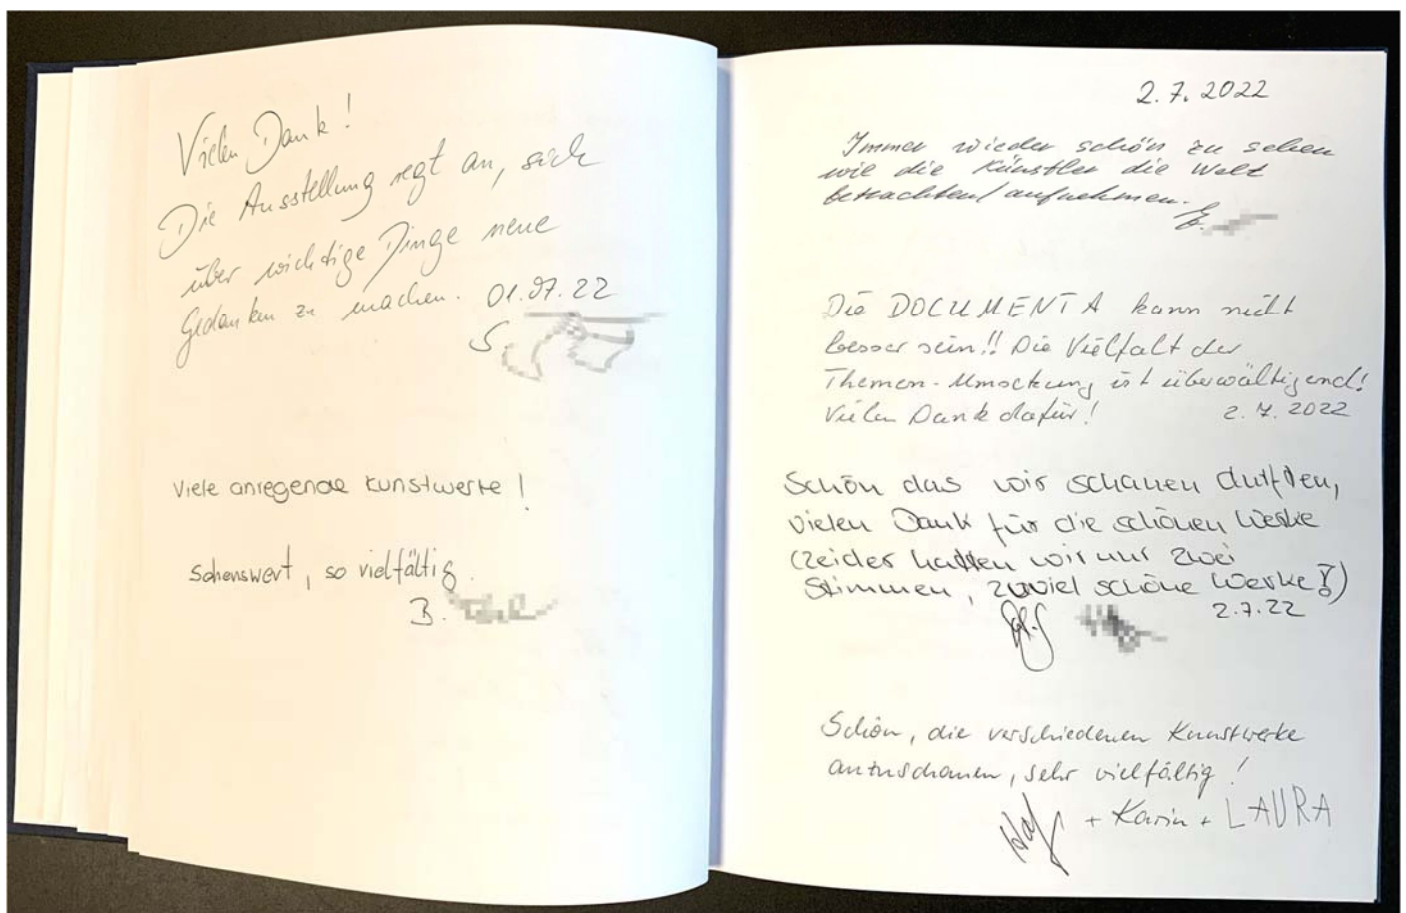 Vielen Dank!
Die Ausstellung regt an, sich
über wichtige Dinge neue
Gedanken zu machen. 01.07.22
S.
Viele anregende Kunstwerke!
Sehenswert, so vielfältig.
B.
2.7.2022
Immer wieder schön zu sehen
wie die Künstler die Welt
betrachten/aufnehmen.
Die DOCUMENTA kann nicht
besser sein!! Die Vielfalt der
Themen-Umsetzung ist überwältigend!
Vielen Dank dafür! 2.7.2022
Schön das wir schauen durften,
vielen Dank für die schönen Werke
(Leider hatten wir nur zwei
Stimmen, zuviel schöne Werke!)
2.7.22
Schön, die verschiedenen Kunstwerke
anzuschauen, sehr vielfältig!
+ Karin + LAURA